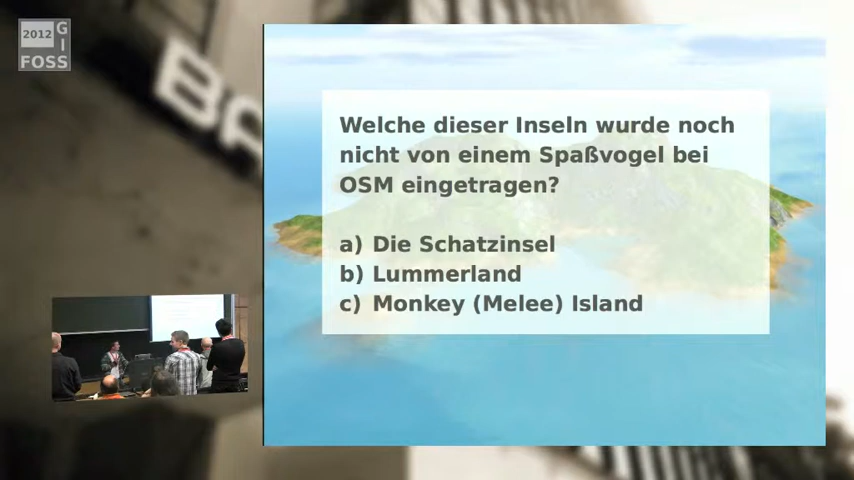 2012
G
I
FOSS
BA
Welche dieser Inseln wurde noch
nicht von einem Spaßvogel bei
OSM eingetragen?
a) Die Schatzinsel
b) Lummerland
c) Monkey (Melee) Island